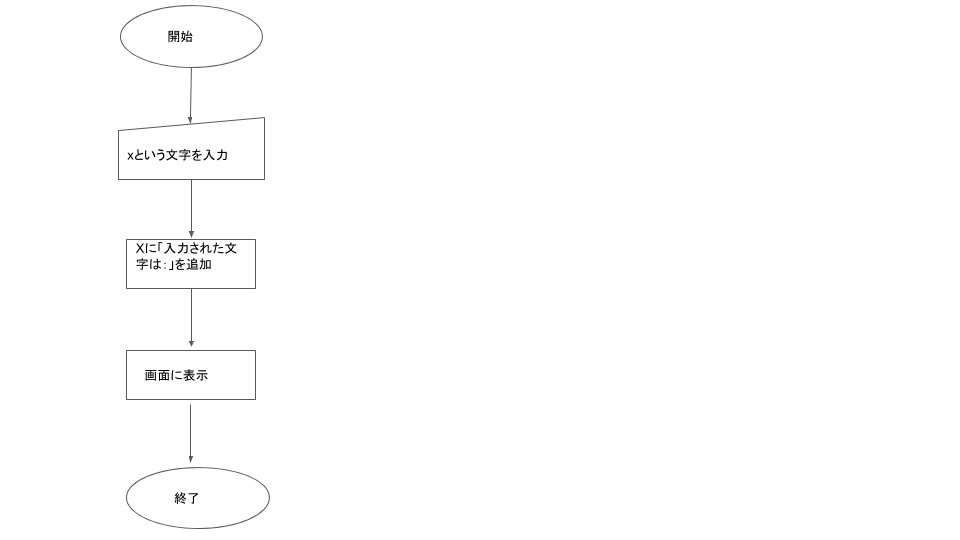 開始
xという文字を入力
Xに「入力された文
字は：」を追加
画面に表示
終了